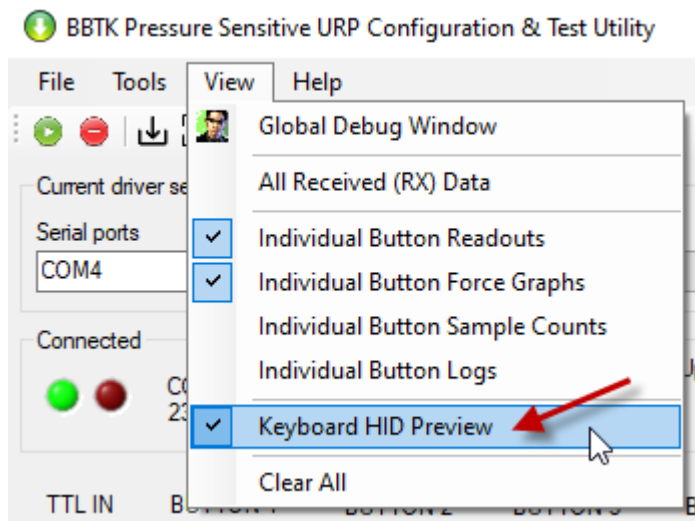 BBTK Pressure Sensitive URP Configuration & Test Utility
File Tools View Help
Global Debug Window
All Received (RX) Data
Current driver
Serial ports
COM4
Individual Button Readouts
Individual Button Force Graphs
Individual Button Sample Counts
Individual Button Logs
Connected
Keyboard HID Preview
Clear All
TTL IN